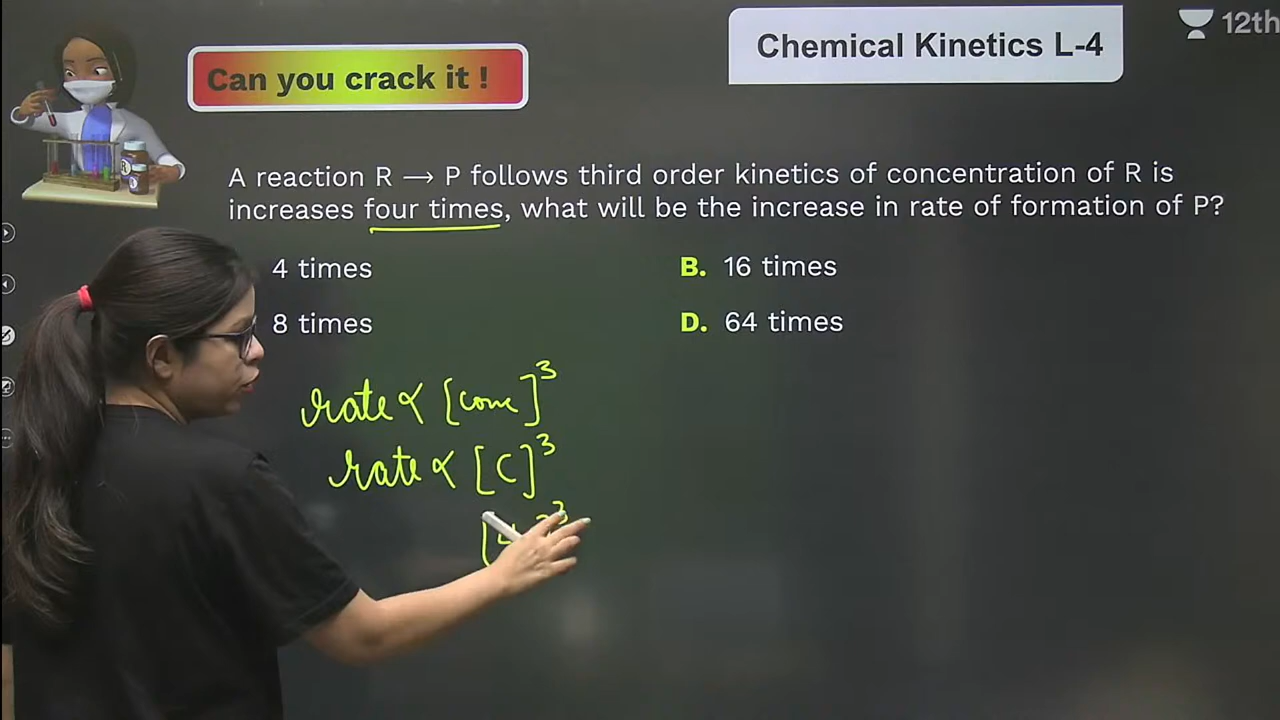 Chemical Kinetics L-4
12th
Can you crack it !
A reaction R → P follows third order kinetics of concentration of R is
increases four times, what will be the increase in rate of formation of P?
4 times
B. 16 times
8 times
D. 64 times
rate ∝ [conc]³
rate ∝ [C]³
[4